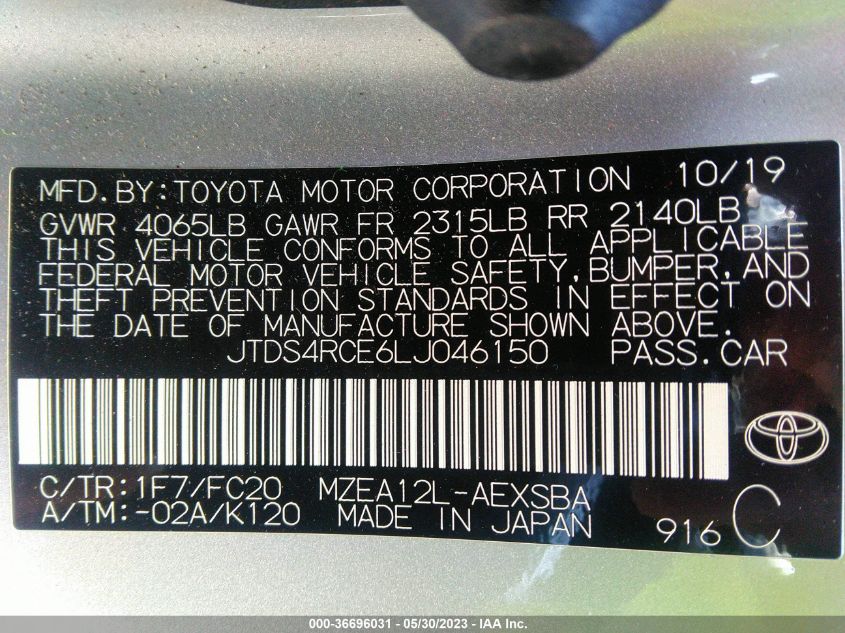 MFD. BY: TOYOTA MOTOR CORPORATION 10/19
GVWR 4065LB GAWR FR 2315LB RR 2140LB
THIS VEHICLE CONFORMS TO ALL APPLICABLE
FEDERAL MOTOR VEHICLE SAFETY, BUMPER, AND
THEFT PREVENTION STANDARDS IN EFFECT ON
THE DATE OF MANUFACTURE SHOWN ABOVE.
JTDS4RCE6LJ046150 PASS. CAR
C/TR: 1F7/FC20 MZEA12L-AEXSBA
A/TM: -02A/K120 MADE IN JAPAN 916 C
000-36696031 - 05/30/2023 - IAA Inc.